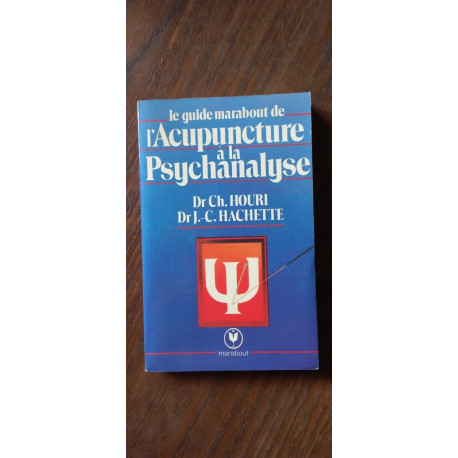 le guide marabout de
l'Acupuncture
à la
Psychanalyse
Dr Ch. HOURI
Dr J.-C. HACHETTE
Ψ
marabout